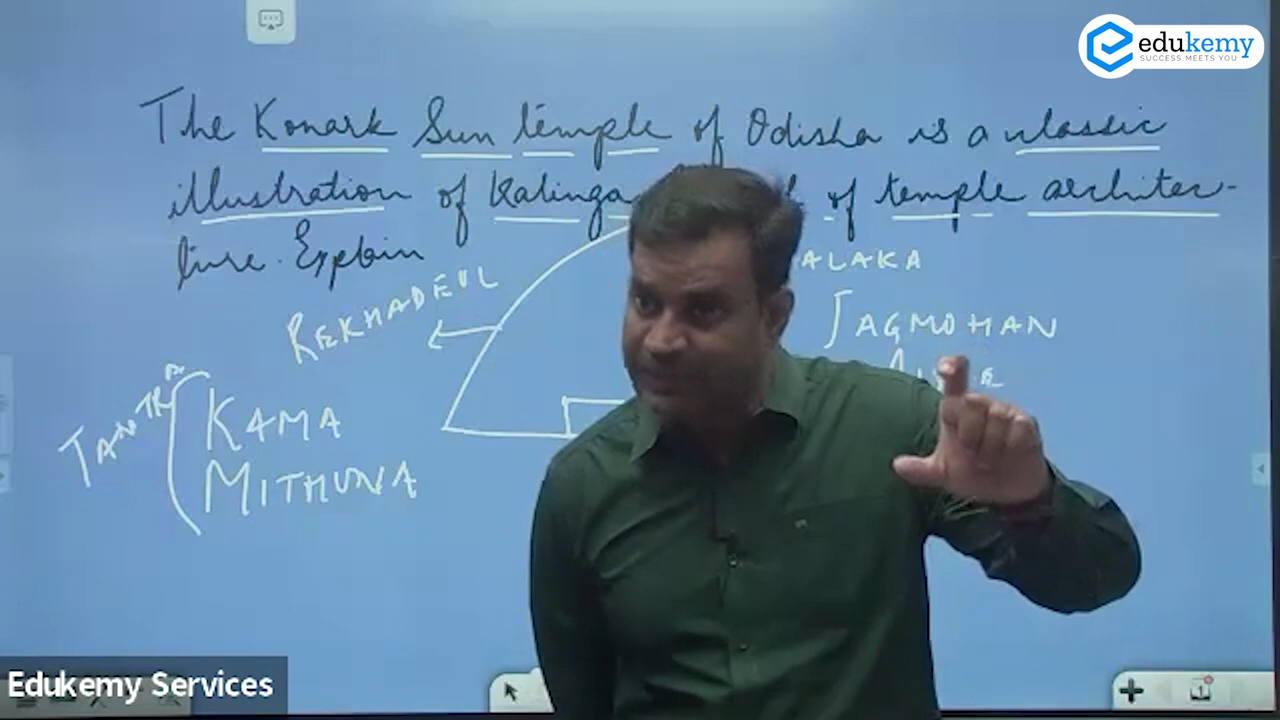 edukemy
SUCCESS MEETS YOU
The Konark Sun temple of Odisha is a classic
illustration of Kalinga of temple architec-
ture. Explain
ALAKA
REKHADEUL
JAGMOHAN
TANTRA
KAMA
MITHUNA
Edukemy Services